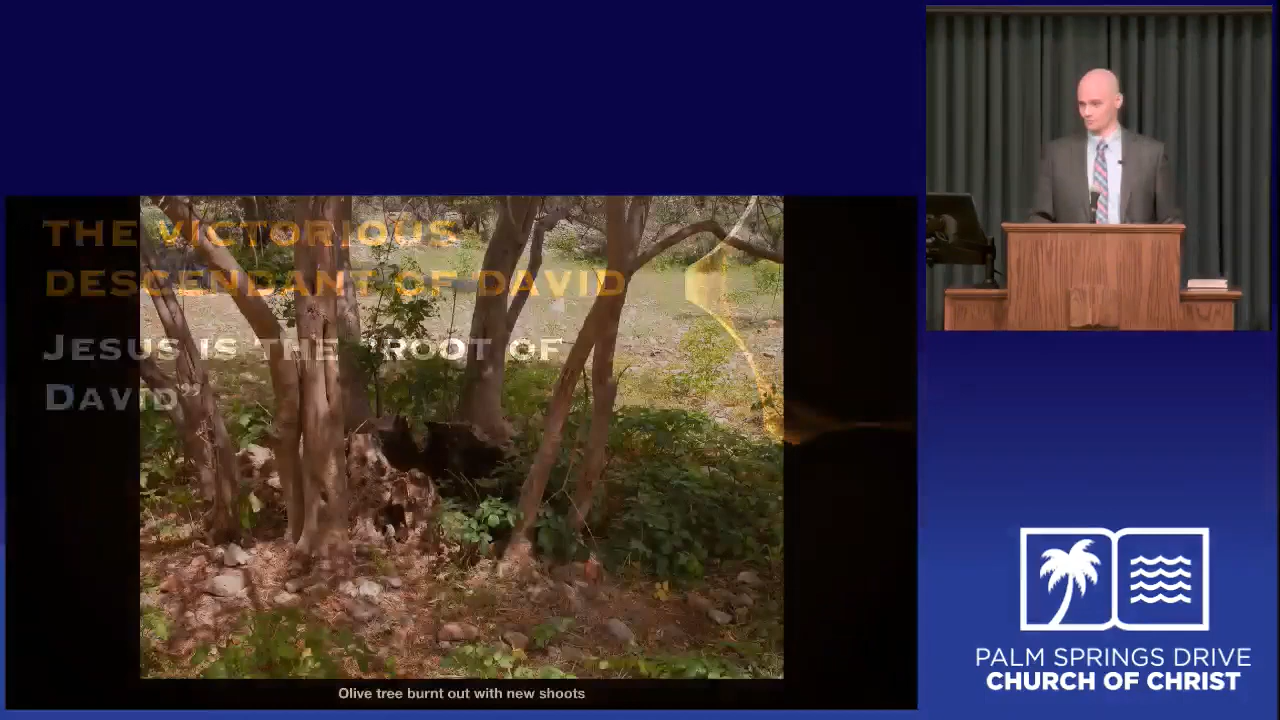 THE VICTORIOUS
DESCENDANT OF DAVID
JESUS IS THE "ROOT OF
DAVID"
Olive tree burnt out with new shoots
PALM SPRINGS DRIVE
CHURCH OF CHRIST